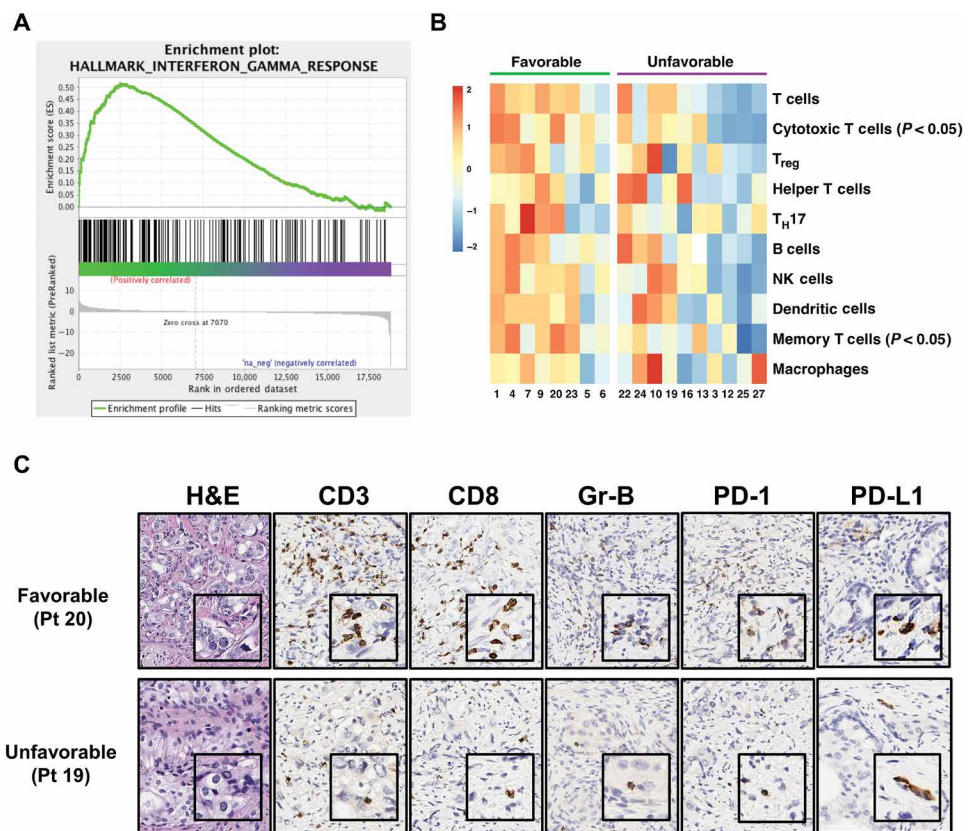 A
Enrichment plot:
HALLMARK_INTERFERON_GAMMA_RESPONSE
Enrichment score (ES)
0.50
0.45
0.40
0.35
0.30
0.25
0.20
0.15
0.10
0.05
0.00
Ranked list metric (PreRanked)
(Positively correlated)
10
0
−10
−20
Zero cross at 7070
'na_neg' (negatively correlated)
0 2500 5000 7500 10,000 12,500 15,000 17,500
Rank in ordered dataset
Enrichment profile Hits Ranking metric scores
B
Favorable Unfavorable
2
1
0
−1
−2
T cells
Cytotoxic T cells (P < 0.05)
Treg
Helper T cells
TH17
B cells
NK cells
Dendritic cells
Memory T cells (P < 0.05)
Macrophages
1 4 7 9 20 23 5 6 22 24 10 19 16 13 3 12 25 27
C
H&E CD3 CD8 Gr-B PD-1 PD-L1
Favorable
(Pt 20)
Unfavorable
(Pt 19)